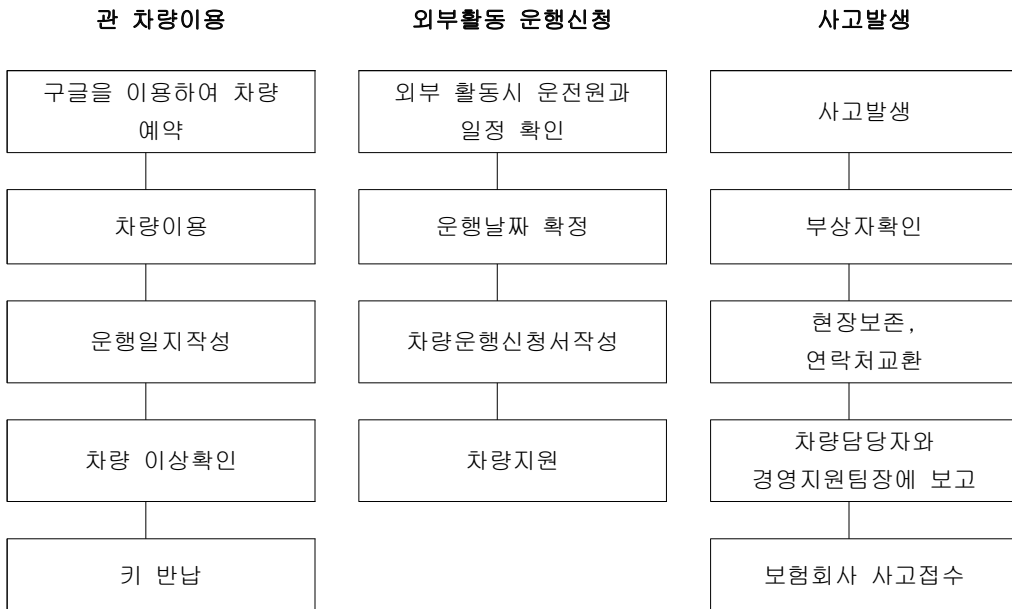 관 차량이용
구글을 이용하여 차량
예약
차량이용
운행일지작성
차량 이상확인
키 반납
외부활동 운행신청
외부 활동시 운전원과
일정 확인
운행날짜 확정
차량운행신청서작성
차량지원
사고발생
사고발생
부상자확인
현장보존,
연락처교환
차량담당자와
경영지원팀장에 보고
보험회사 사고접수